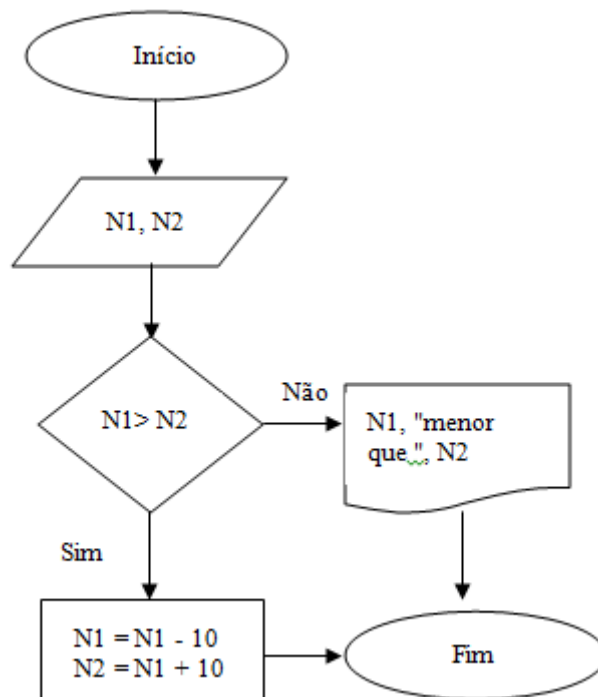 Início
N1, N2
N1> N2
Não
N1, "menor
que ", N2
Sim
N1 = N1 - 10
N2 = N1 + 10
Fim